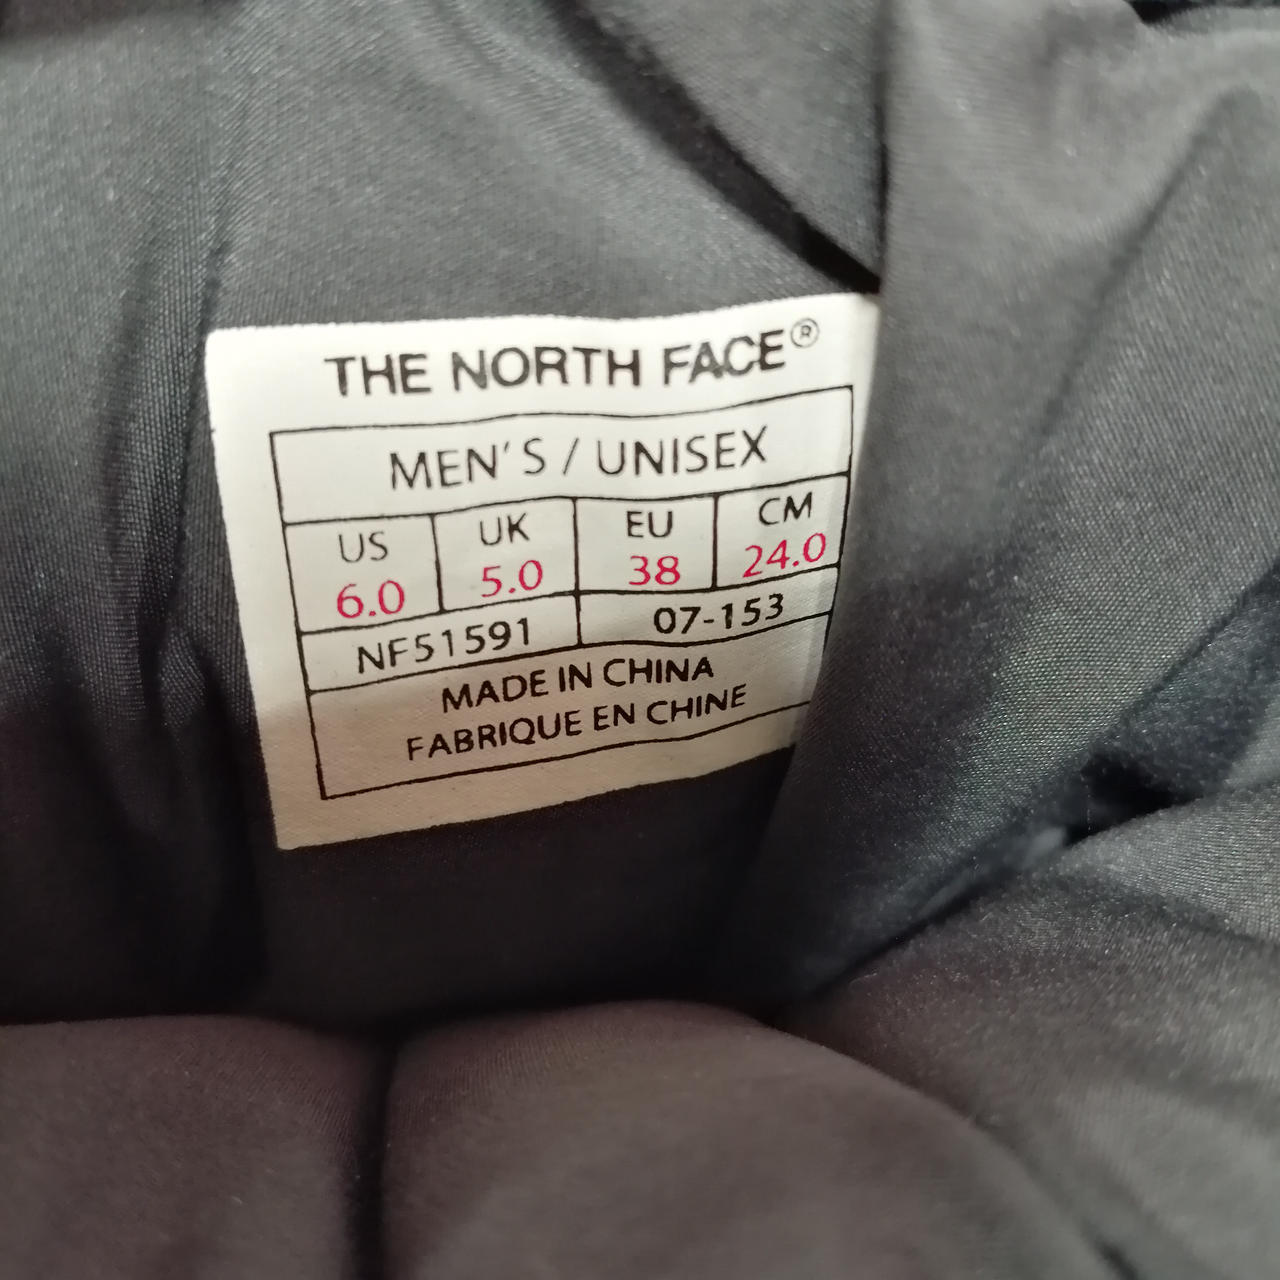 THE NORTH FACE®
MEN'S / UNISEX
US UK EU CM
6.0 5.0 38 24.0
NF51591 07-153
MADE IN CHINA
FABRIQUE EN CHINE